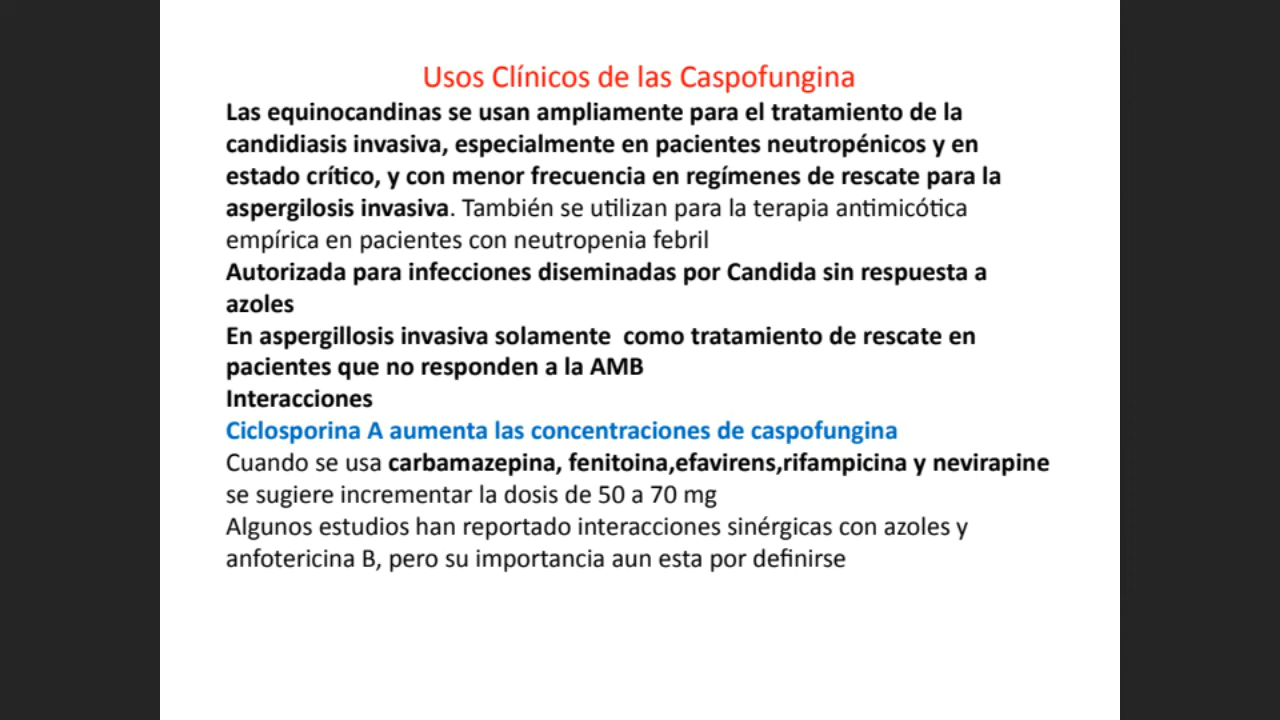 Usos Clínicos de las Caspofungina
Las equinocandinas se usan ampliamente para el tratamiento de la
candidiasis invasiva, especialmente en pacientes neutropénicos y en
estado crítico, y con menor frecuencia en regímenes de rescate para la
aspergilosis invasiva. También se utilizan para la terapia antimicótica
empírica en pacientes con neutropenia febril
Autorizada para infecciones diseminadas por Candida sin respuesta a
azoles
En aspergillosis invasiva solamente  como tratamiento de rescate en
pacientes que no responden a la AMB
Interacciones
Ciclosporina A aumenta las concentraciones de caspofungina
Cuando se usa carbamazepina, fenitoina,efavirens,rifampicina y nevirapine
se sugiere incrementar la dosis de 50 a 70 mg
Algunos estudios han reportado interacciones sinérgicas con azoles y
anfotericina B, pero su importancia aun esta por definirse